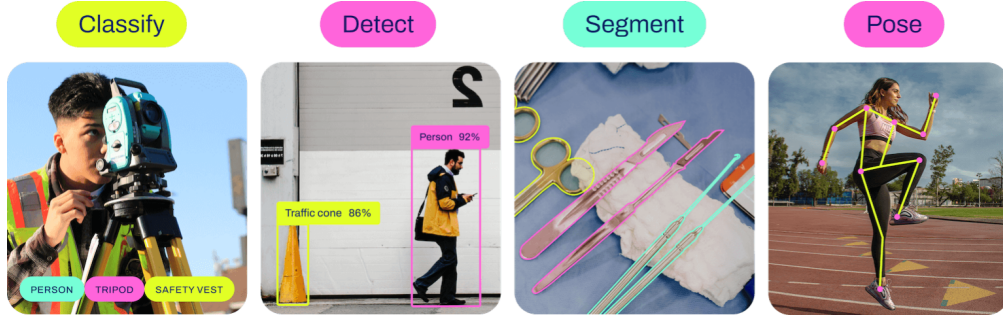 Classify
Detect
Segment
Pose
2
Person 92%
Traffic cone 86%
PERSON
TRIPOD
SAFETY VEST